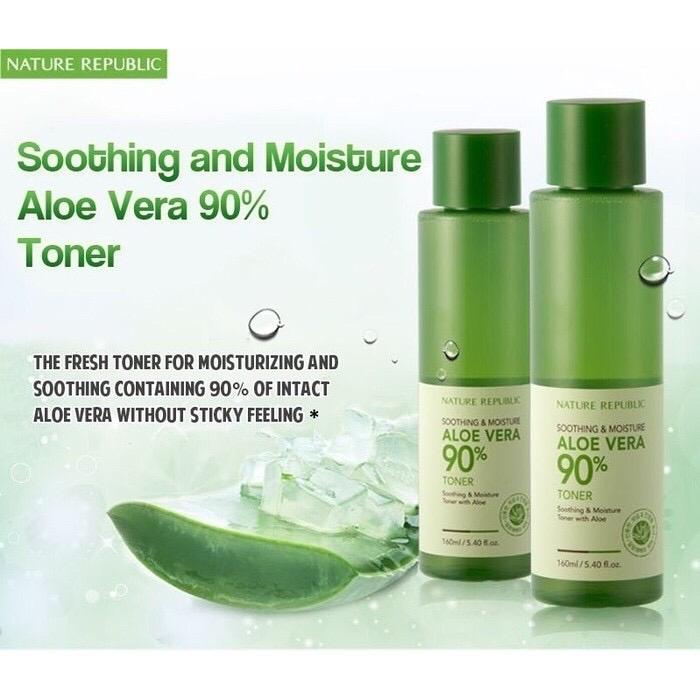 NATURE REPUBLIC
Soothing and Moisture
Aloe Vera 90%
Toner
THE FRESH TONER FOR MOISTURIZING AND
SOOTHING CONTAINING 90% OF INTACT
ALOE VERA WITHOUT STICKY FEELING *
NATURE REPUBLIC
SOOTHING & MOISTURE
ALOE VERA
90%
TONER
Soothing & Moisture
Toner with Aloe
160ml / 5.40 fl.oz.
NATURE REPUBLIC
SOOTHING & MOISTURE
ALOE VERA
90%
TONER
Soothing & Moisture
Toner with Aloe
160ml / 5.40 fl.oz.